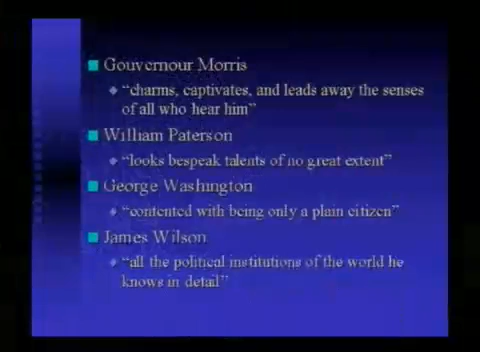 Gouvernour Morris
“charms, captivates, and leads away the senses
of all who hear him”
William Paterson
“looks bespeak talents of no great extent”
George Washington
“contented with being only a plain citizen”
James Wilson
“all the political institutions of the world he
knows in detail”